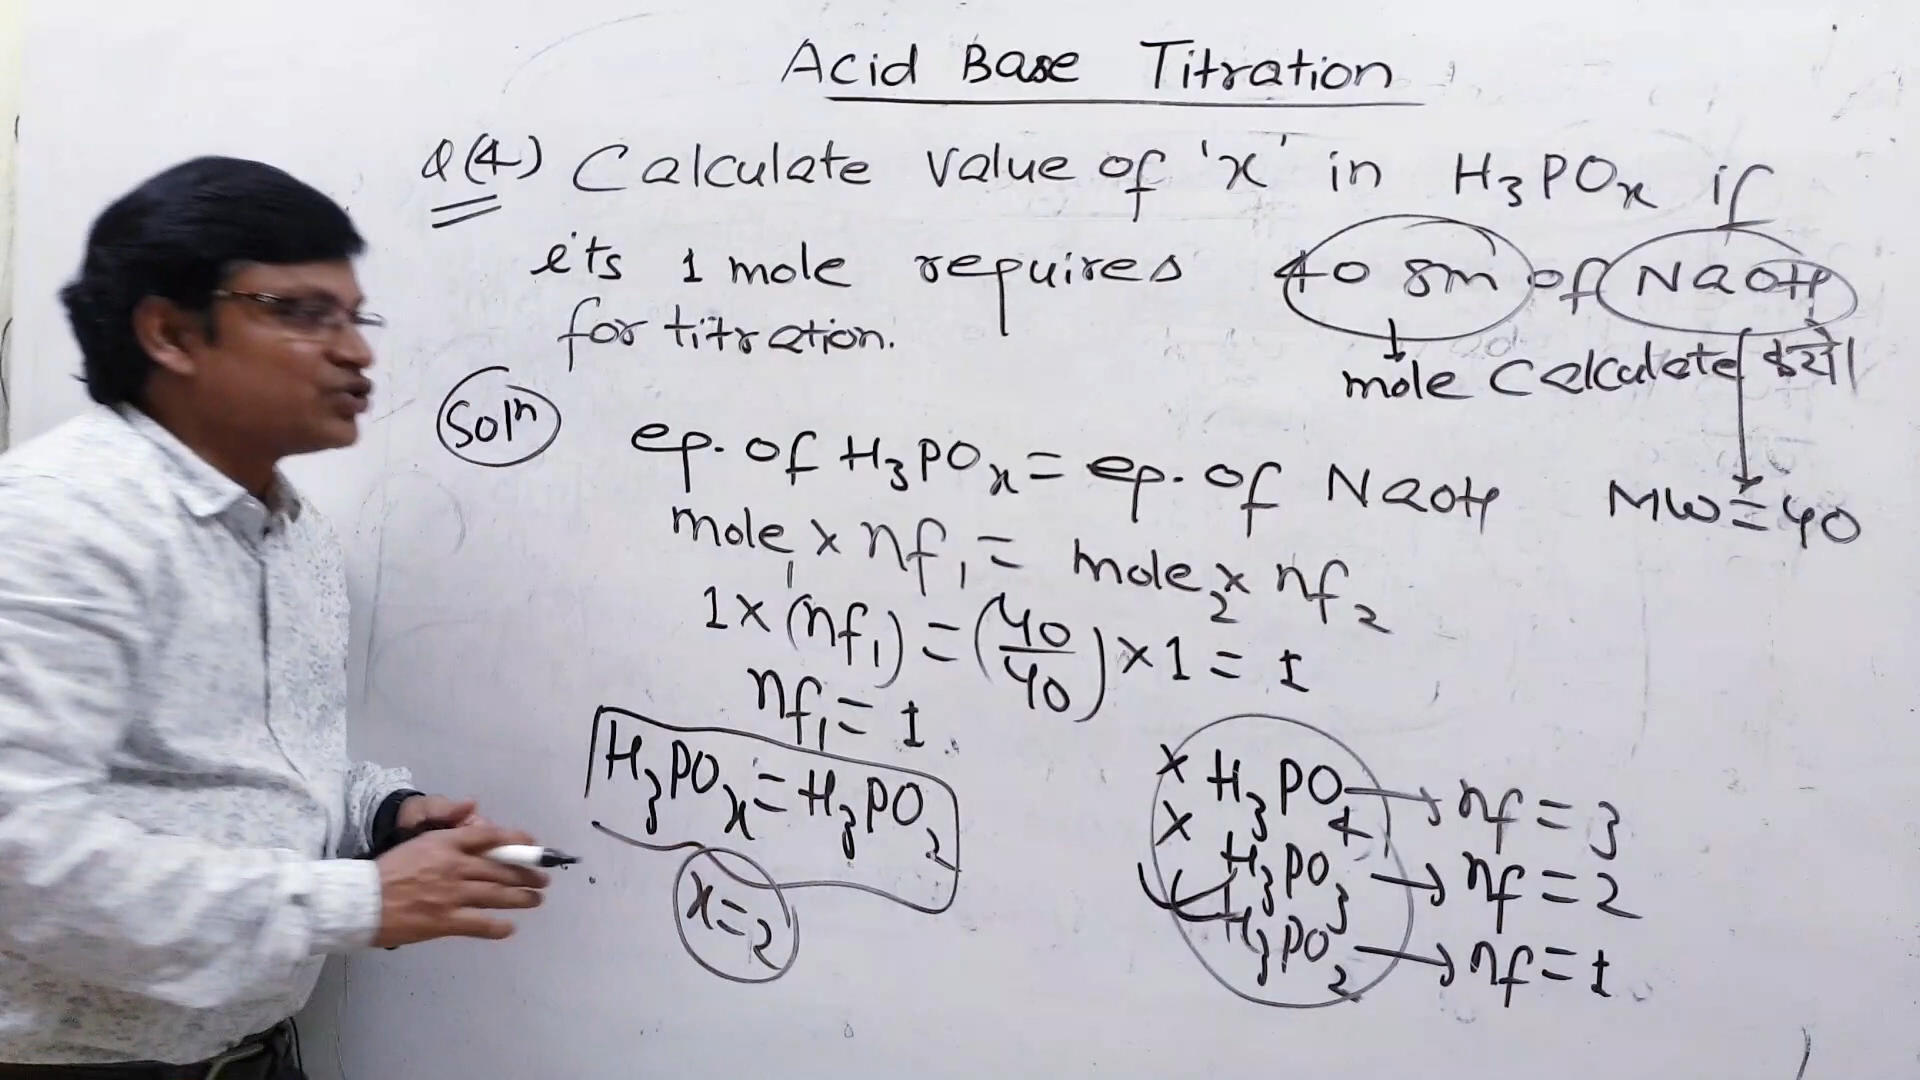 Acid Base Titration
Q(4) Calculate value of 'x' in H₃POₓ if
its 1 mole requires 40 gm of NaOH
for titration.
mole Calculate करो।
Solⁿ
eq. of H₃POₓ = eq. of NaOH
MW = 40
mole₁ x nf₁ = mole₂ x nf₂
1 x (nf₁) = (40/40) x 1 = 1
nf₁ = 1
H₃POₓ = H₃PO₂
x = 2
x H₃PO₄ → nf = 3
x H₃PO₃ → nf = 2
✓ H₃PO₂ → nf = 1